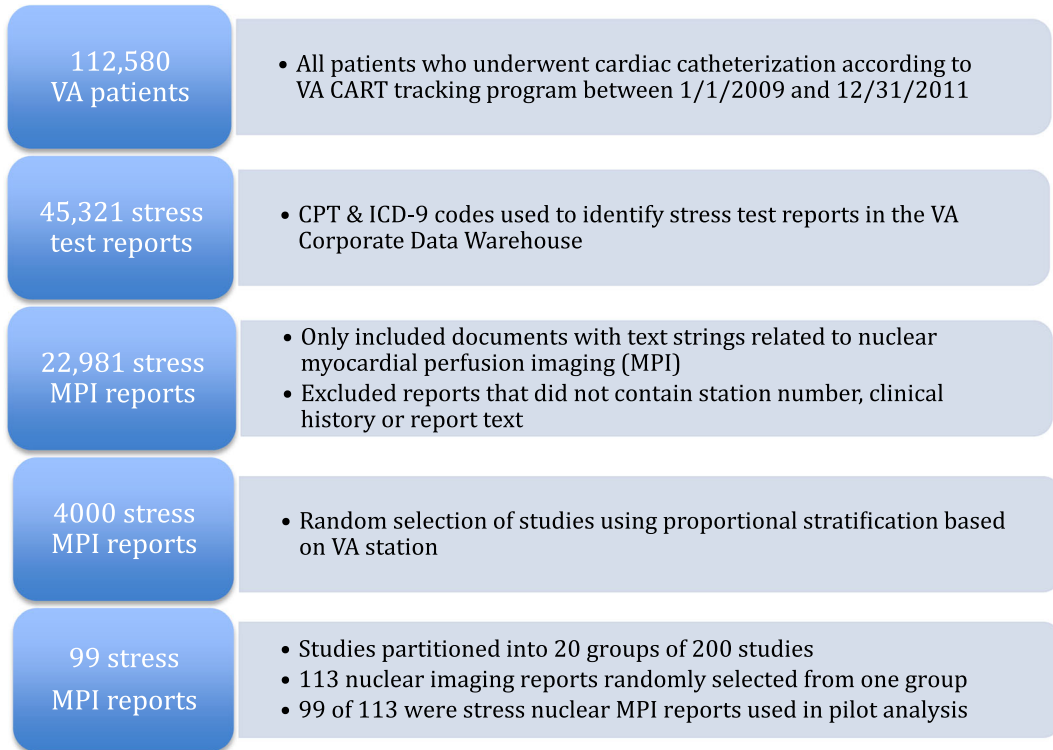 112,580
VA patients
• All patients who underwent cardiac catheterization according to
VA CART tracking program between 1/1/2009 and 12/31/2011
45,321 stress
test reports
• CPT & ICD-9 codes used to identify stress test reports in the VA
Corporate Data Warehouse
22,981 stress
MPI reports
• Only included documents with text strings related to nuclear
myocardial perfusion imaging (MPI)
• Excluded reports that did not contain station number, clinical
history or report text
4000 stress
MPI reports
• Random selection of studies using proportional stratification based
on VA station
99 stress
MPI reports
• Studies partitioned into 20 groups of 200 studies
• 113 nuclear imaging reports randomly selected from one group
• 99 of 113 were stress nuclear MPI reports used in pilot analysis